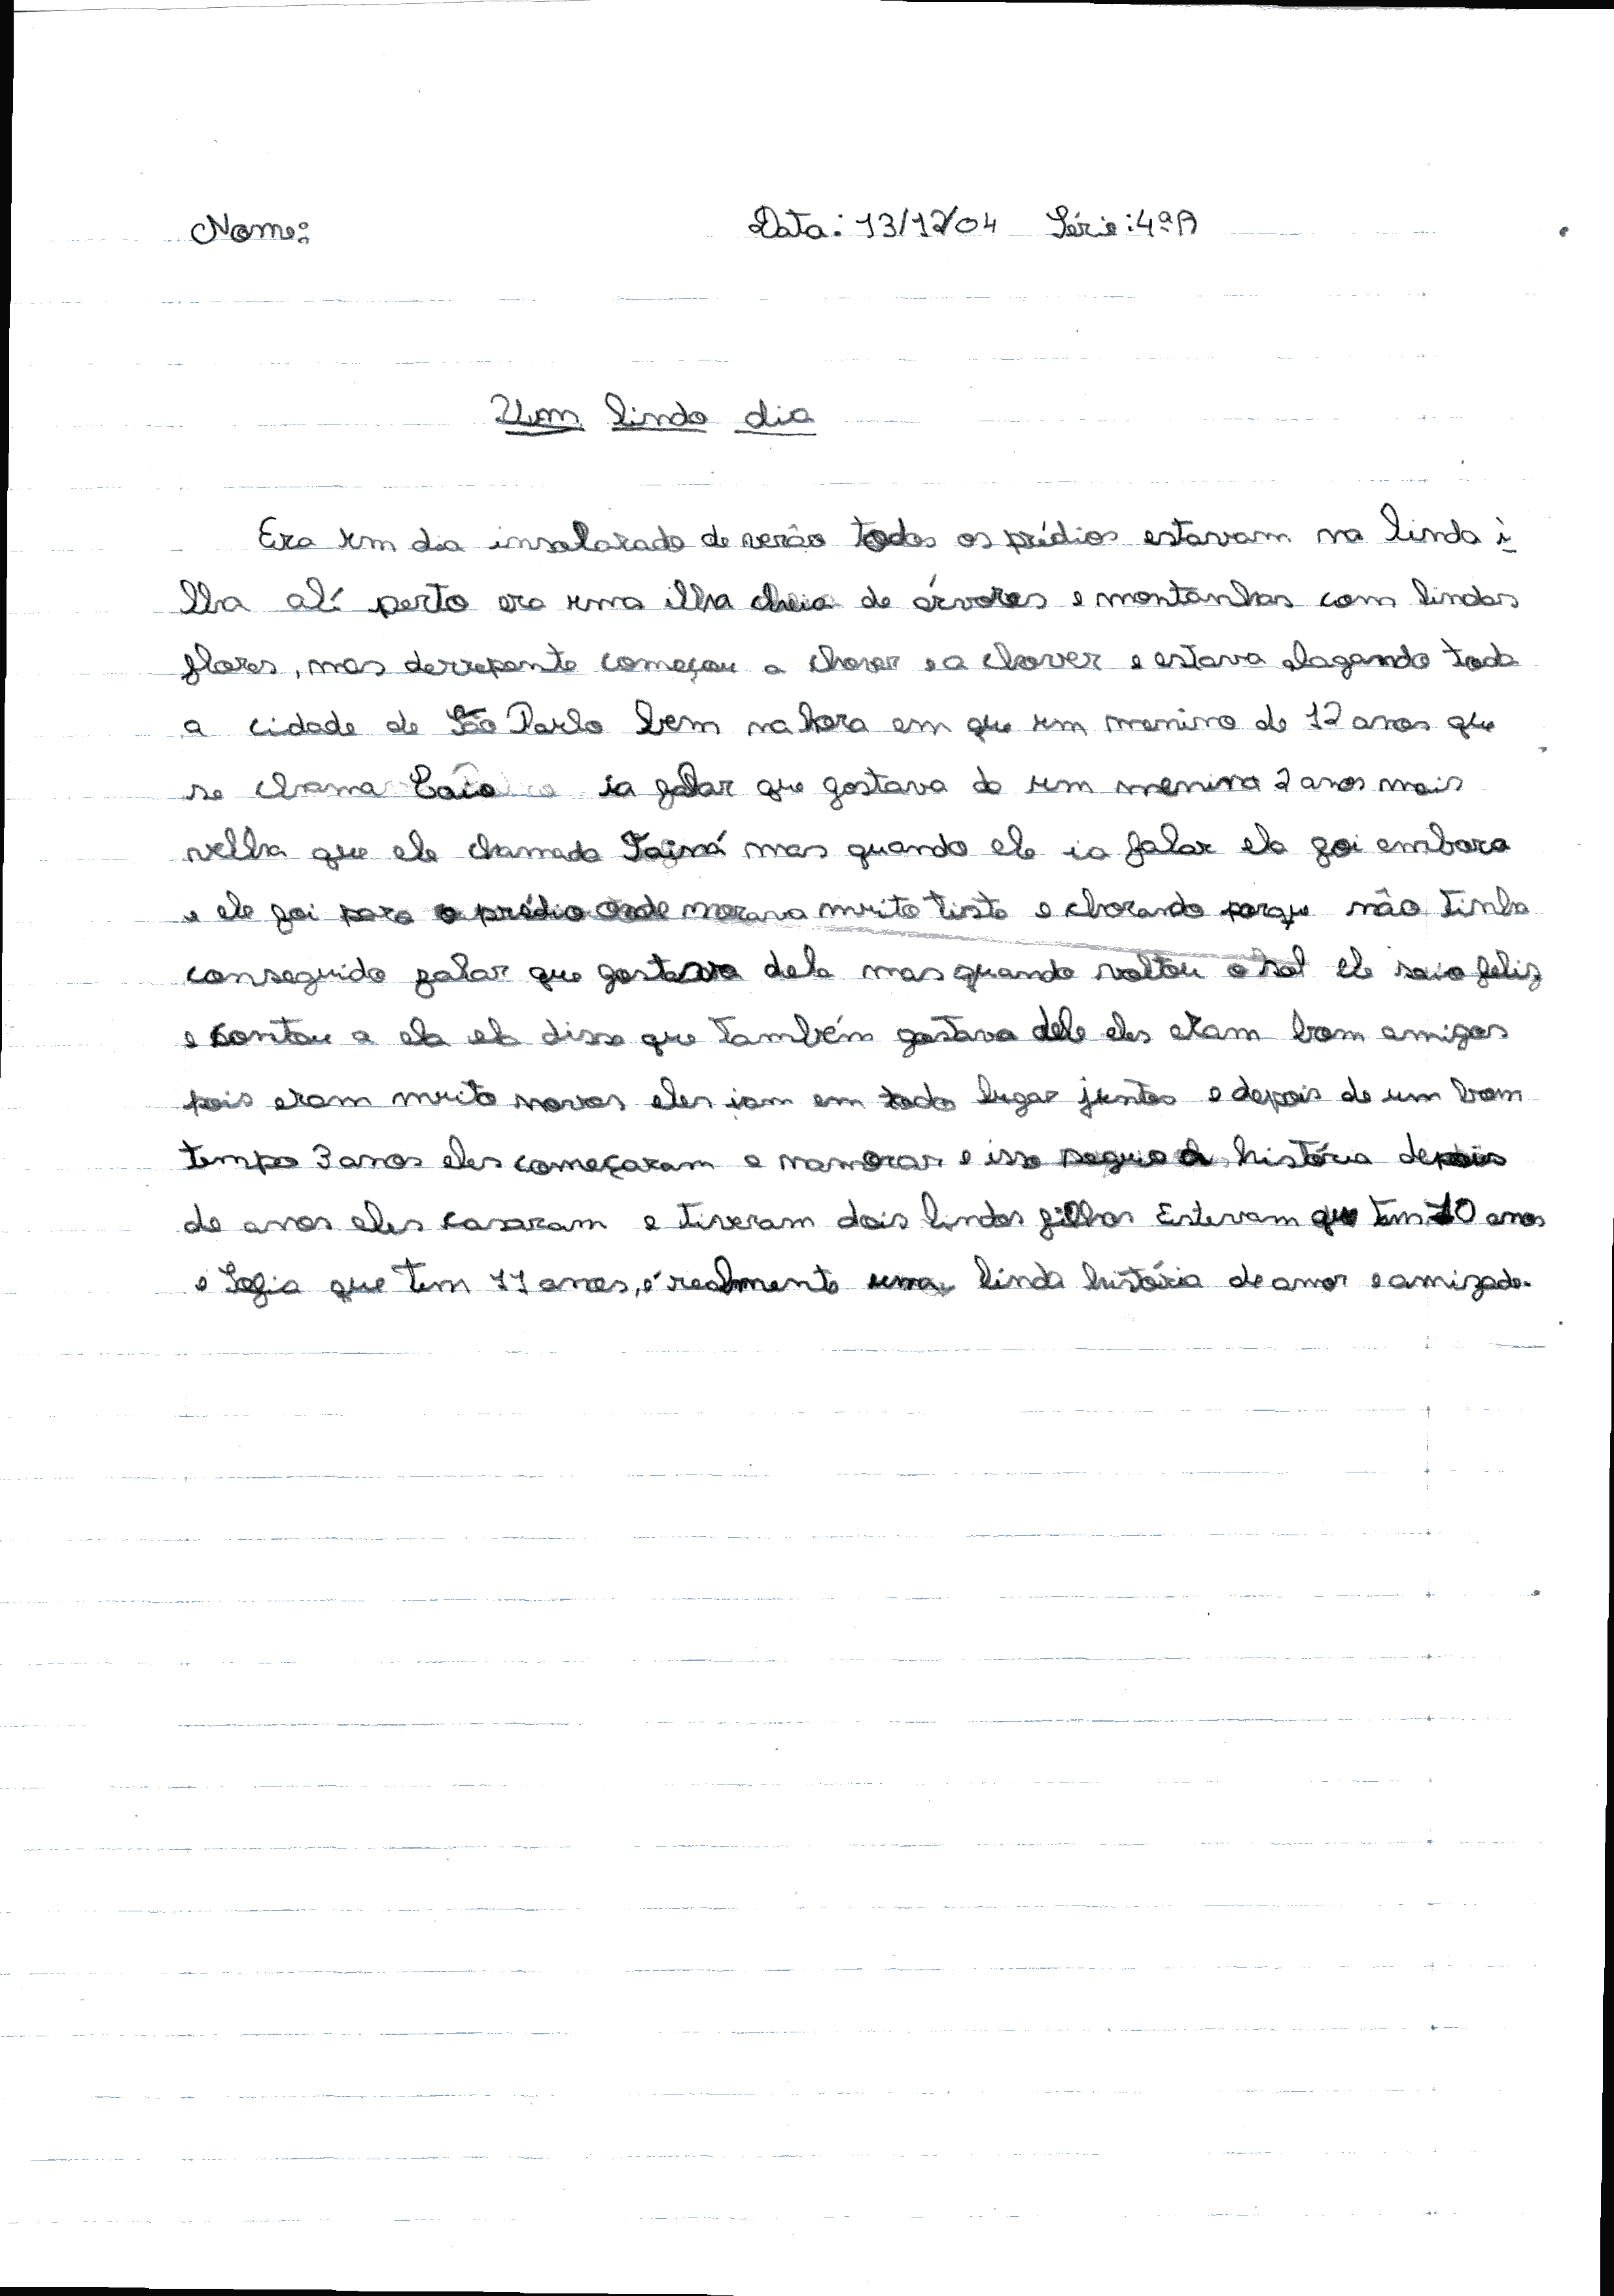 Nome: Data: 13/12/04 Série: 4ªA
Um lindo dia
Era um dia insolarado de verão todos os prédios estavam na linda i
lha alí perto era uma ilha cheia de árvores e montanhas com lindas
flores, mas derrepente começou a chover e a chover e estava alagando toda
a cidade de São Paulo bem na hora em que um menino de 12 anos que
se chama Caio ia falar que gostava de um menina 2 anos mais
velha que ele chamada Tainá mas quando ele ia falar ela foi embora
e ele foi para o prédio onde morava muito tiste e chorando porque não tinha
conseguido falar que gostava dela mas quando voltou o sol ele saio feliz
e contou a ela ela disse que também gostava dele eles eram bom amigos
pois eram muito novos eles iam em todo lugar juntos e depois de um bom
tempo 3 anos eles começaram a namorar e isso seguio a história depois
de anos eles casaram e tiveram dois lindos filhos Estevam que tem 10 anos
e Sofia que tem 11 anos, é realmente uma linda história de amor e amizade.